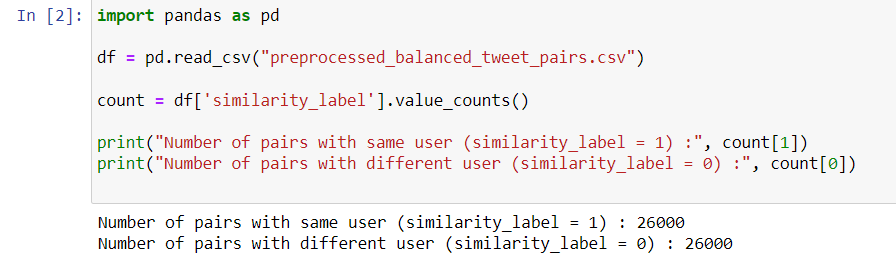 In [2]: import pandas as pd
df = pd.read_csv("preprocessed_balanced_tweet_pairs.csv")
count = df['similarity_label'].value_counts()
print("Number of pairs with same user (similarity_label = 1) :", count[1])
print("Number of pairs with different user (similarity_label = 0) :", count[0])
Number of pairs with same user (similarity_label = 1) : 26000
Number of pairs with different user (similarity_label = 0) : 26000